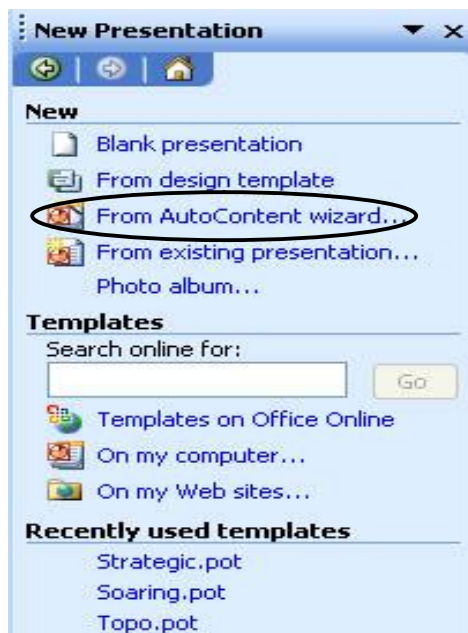 New Presentation
New
Blank presentation
From design template
From AutoContent wizard...
From existing presentation...
Photo album...
Templates
Search online for:
Go
Templates on Office Online
On my computer...
On my Web sites...
Recently used templates
Strategic.pot
Soaring.pot
Topo.pot